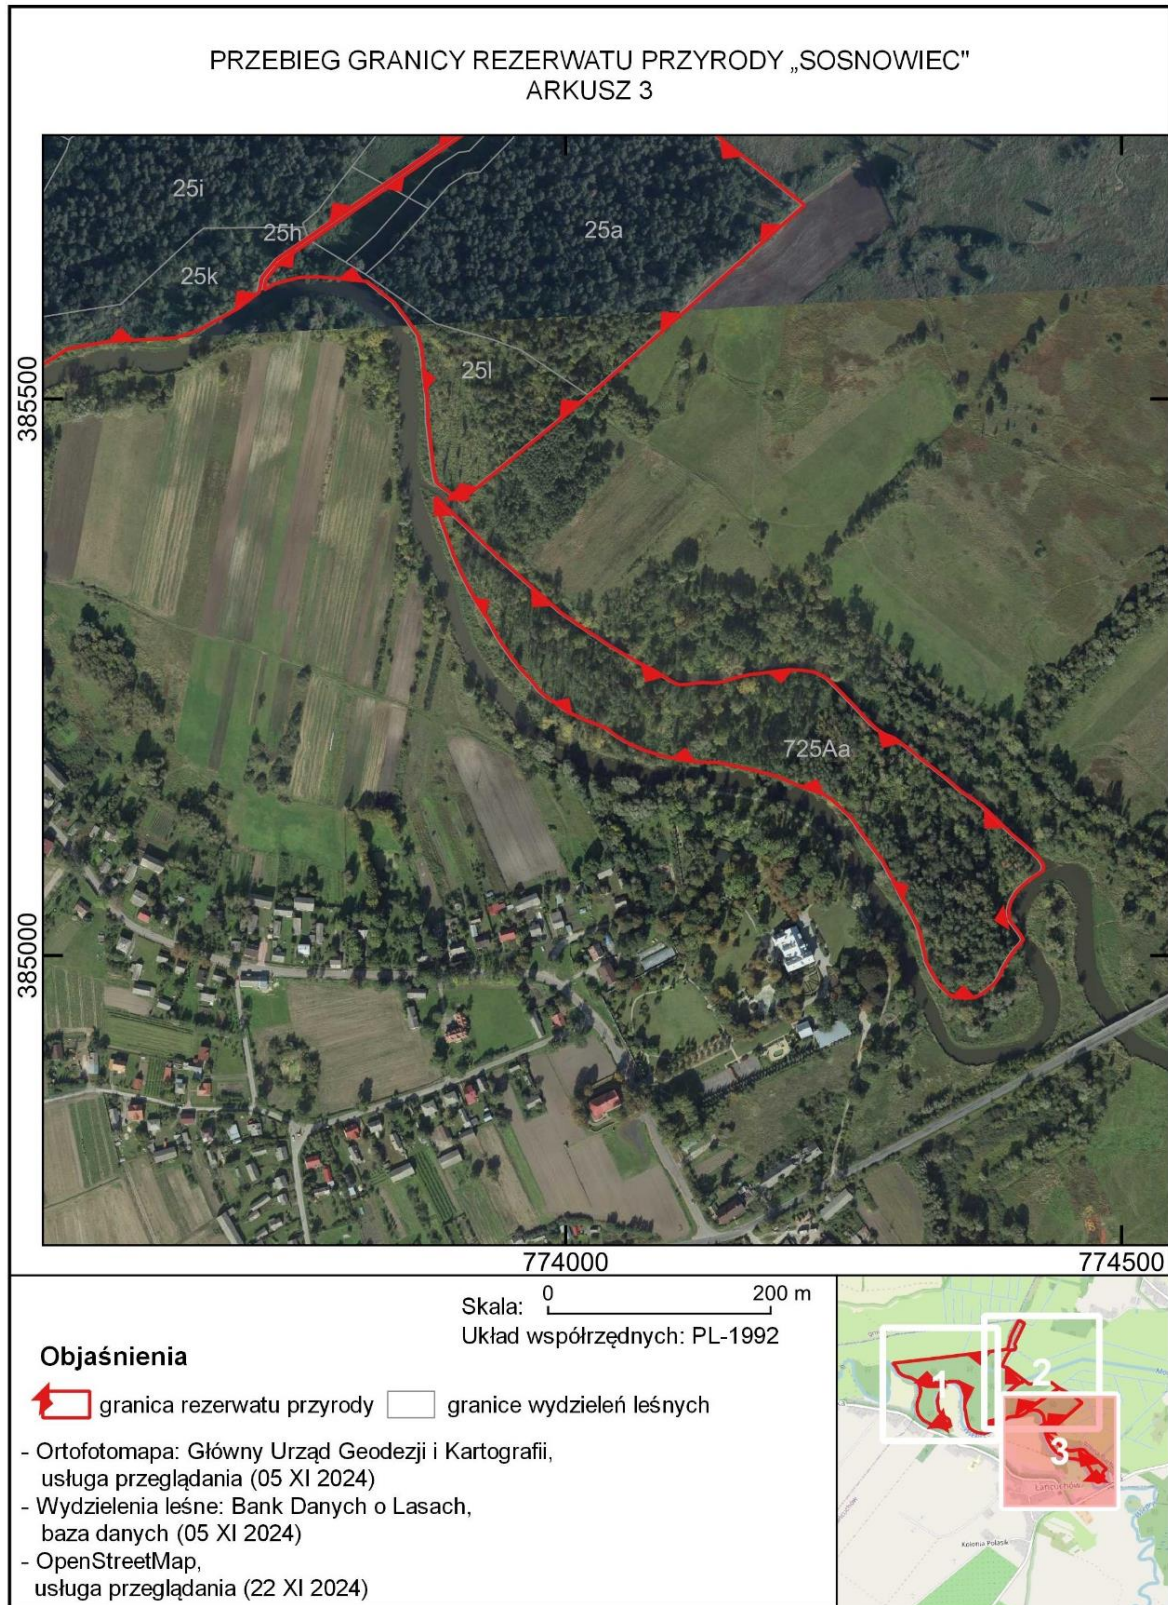 PRZEBIEG GRANICY REZERWATU PRZYRODY „SOSNOWIEC"
ARKUSZ 3
25i
25h
25a
25k
25l
725Aa
385500
385000
774000
774500
Skala: 0 200 m
Układ współrzędnych: PL-1992
Objaśnienia
granica rezerwatu przyrody
granice wydzieleń leśnych
- Ortofotomapa: Główny Urząd Geodezji i Kartografii,
usługa przeglądania (05 XI 2024)
- Wydzielenia leśne: Bank Danych o Lasach,
baza danych (05 XI 2024)
- OpenStreetMap,
usługa przeglądania (22 XI 2024)
1
2
3
Łańcuchów
Kolonia Polasik